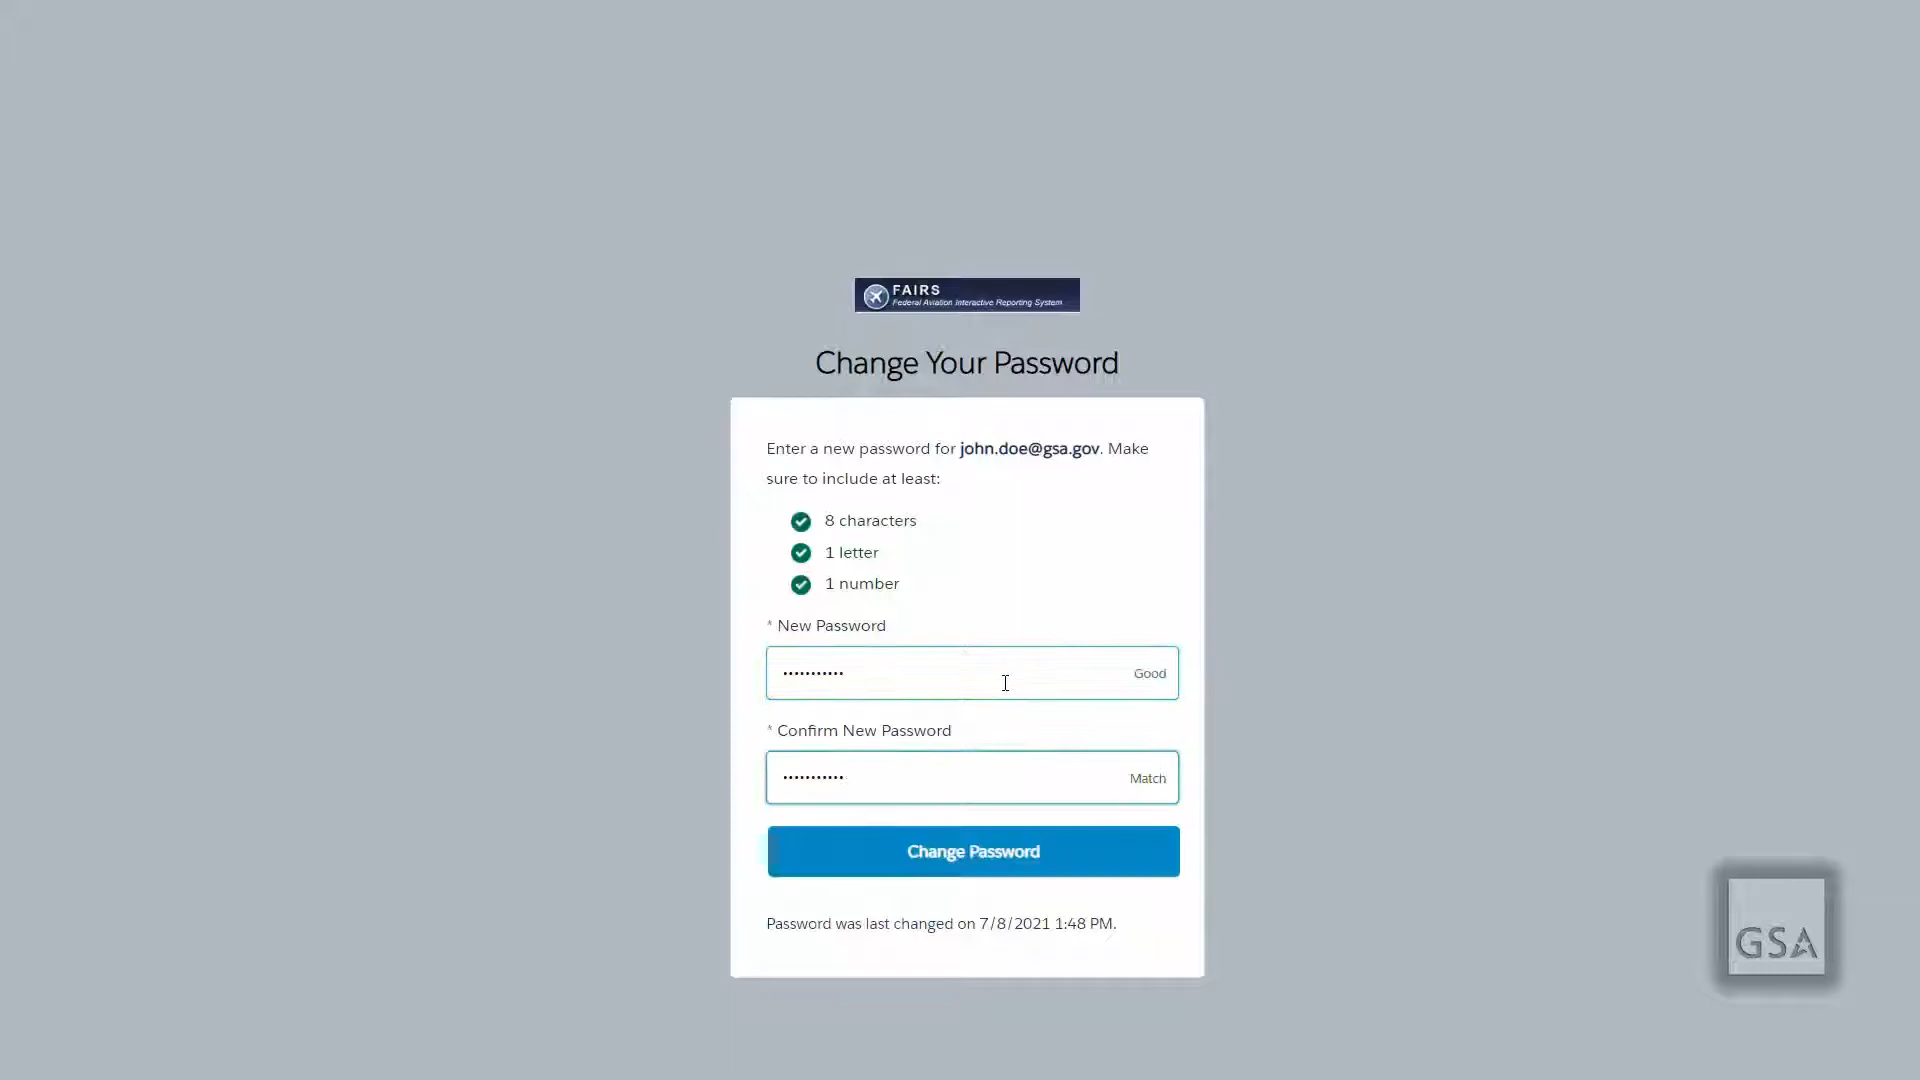 FAIRS
Federal Aviation Interactive Reporting System
Change Your Password
Enter a new password for john.doe@gsa.gov. Make
sure to include at least:
8 characters
1 letter
1 number
* New Password
••••••••••• Good
* Confirm New Password
••••••••••• Match
Change Password
Password was last changed on 7/8/2021 1:48 PM.
GSA